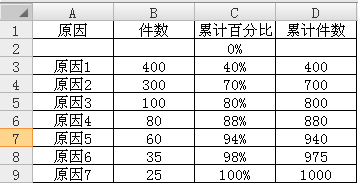 A B C D
1 原因 件数 累计百分比 累计件数
2 0%
3 原因1 400 40% 400
4 原因2 300 70% 700
5 原因3 100 80% 800
6 原因4 80 88% 880
7 原因5 60 94% 940
8 原因6 35 98% 975
9 原因7 25 100% 1000